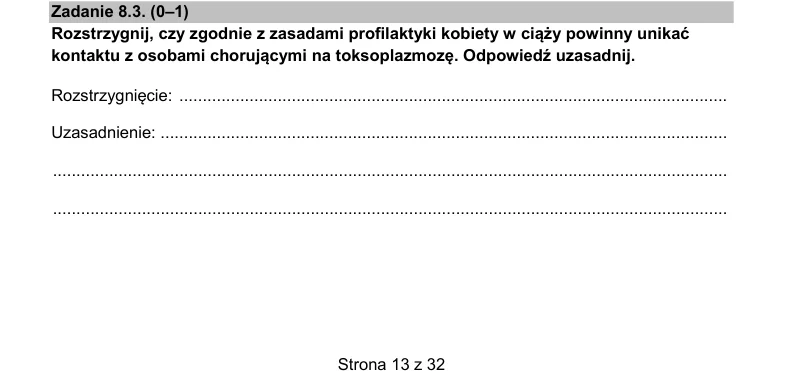 Zadanie 8.3. (0–1)
Rozstrzygnij, czy zgodnie z zasadami profilaktyki kobiety w ciąży powinny unikać
kontaktu z osobami chorującymi na toksoplazmozę. Odpowiedź uzasadnij.
Rozstrzygnięcie: ....................................................................................................................
Uzasadnienie: ........................................................................................................................
................................................................................................................................................
................................................................................................................................................
Strona 13 z 32